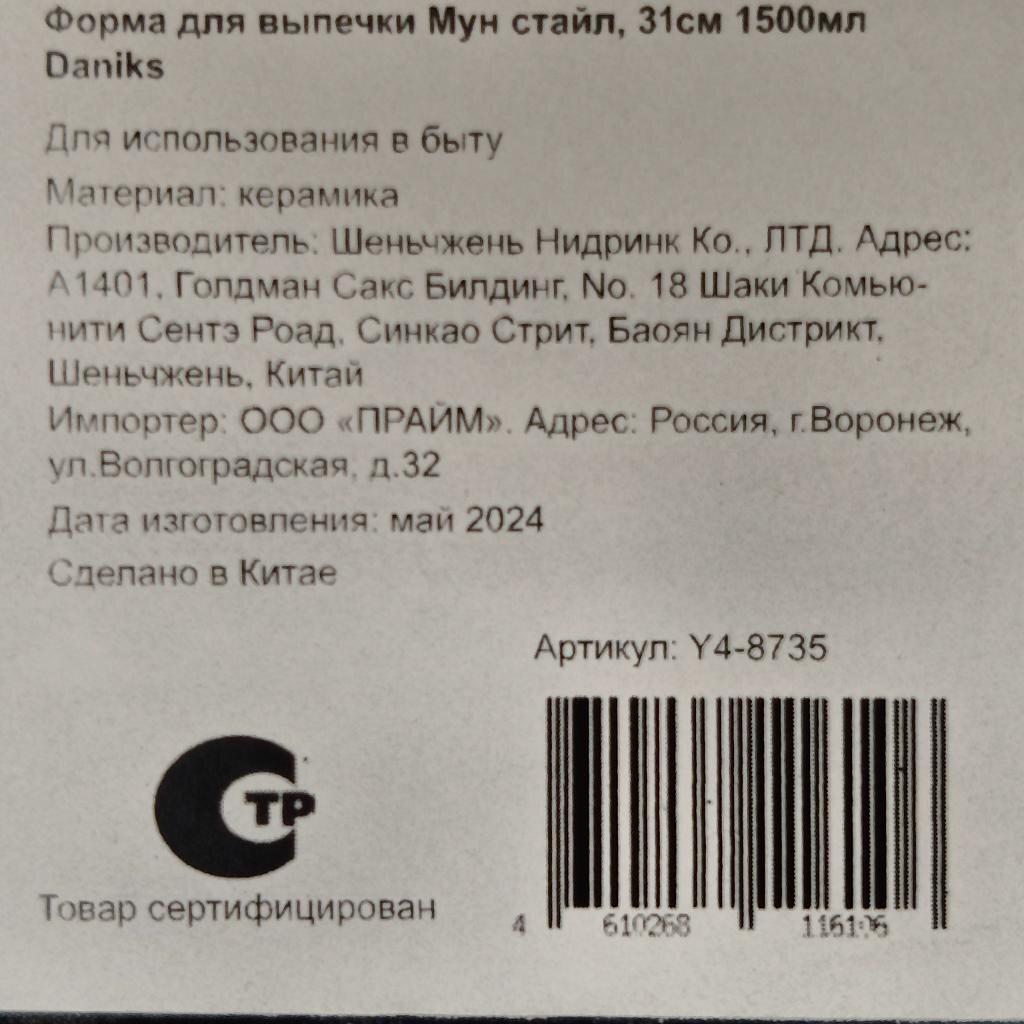 Форма для выпечки Мун стайл, 31см 1500мл
Daniks
Для использования в быту
Материал: керамика
Производитель: Шеньчжень Нидринк Ко., ЛТД. Адрес:
А1401, Голдман Сакс Билдинг, No. 18 Шаки Комью-
нити Сентэ Роад, Синкао Стрит, Баоян Дистрикт,
Шеньчжень, Китай
Импортер: ООО «ПРАЙМ». Адрес: Россия, г.Воронеж,
ул.Волгоградская, д.32
Дата изготовления: май 2024
Сделано в Китае
Артикул: Y4-8735
ТР
Товар сертифицирован
4 610268 116106